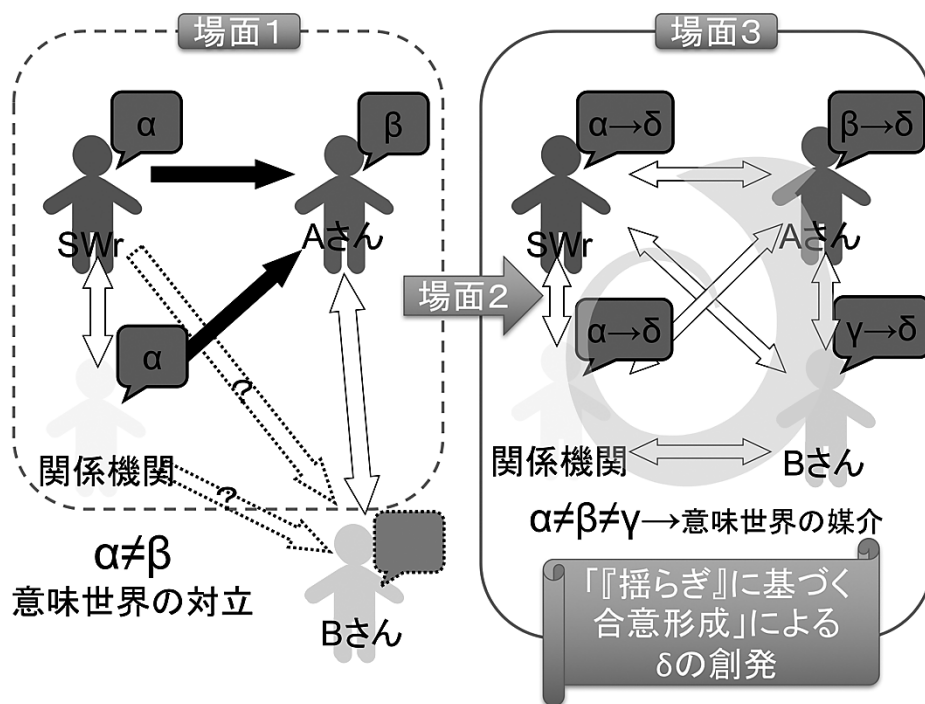 場面1
α
β
SWr
Aさん
α
?
関係機関
?
α≠β
意味世界の対立
Bさん
場面2
場面3
α→δ
β→δ
SWr
Aさん
α→δ
γ→δ
関係機関
Bさん
α≠β≠γ→意味世界の媒介
「『揺らぎ』に基づく
合意形成」による
δの創発